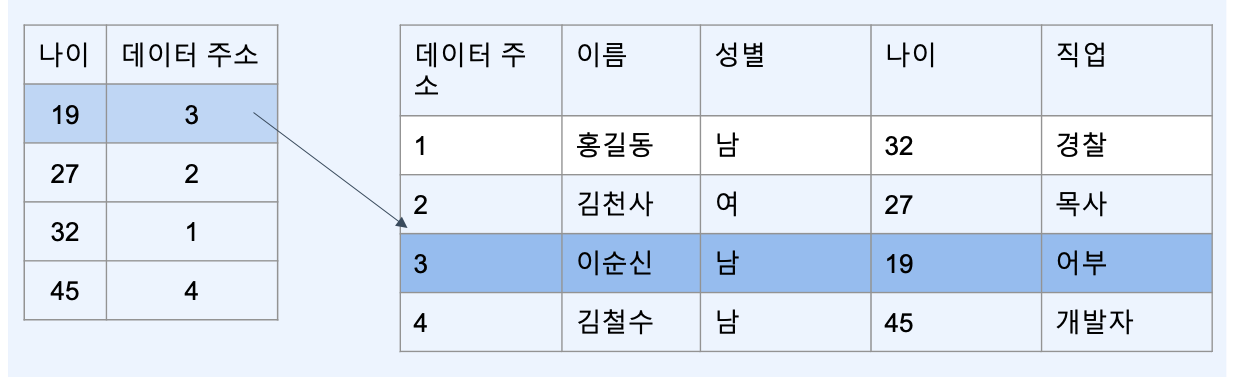 나이 데이터 주소
19 3
27 2
32 1
45 4
데이터 주 이름 성별 나이 직업
소
1 홍길동 남 32 경찰
2 김천사 여 27 목사
3 이순신 남 19 어부
4 김철수 남 45 개발자